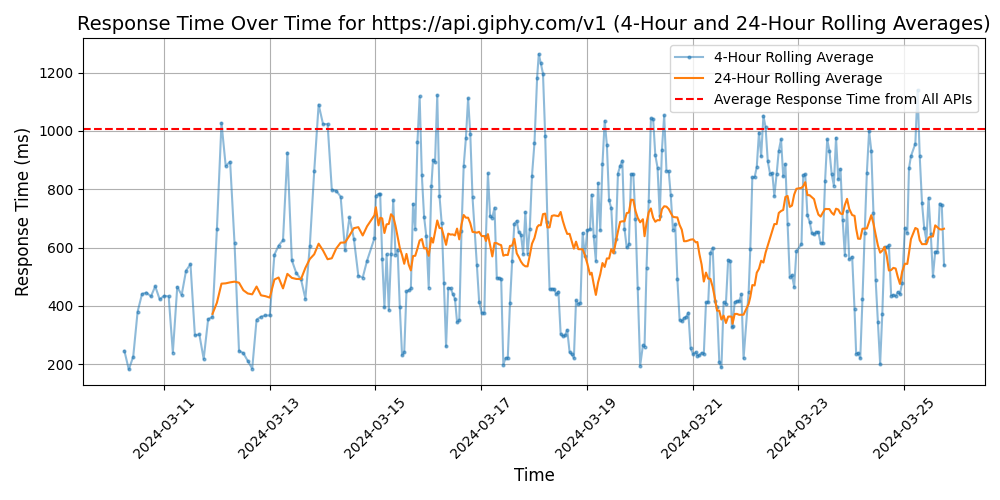 Response Time Over Time for https://api.giphy.com/v1 (4-Hour and 24-Hour Rolling Averages)
4-Hour Rolling Average
24-Hour Rolling Average
Average Response Time from All APIs
Response Time (ms)
1200
1000
800
600
400
200
2024-03-11
2024-03-13
2024-03-15
2024-03-17
2024-03-19
2024-03-21
2024-03-23
2024-03-25
Time